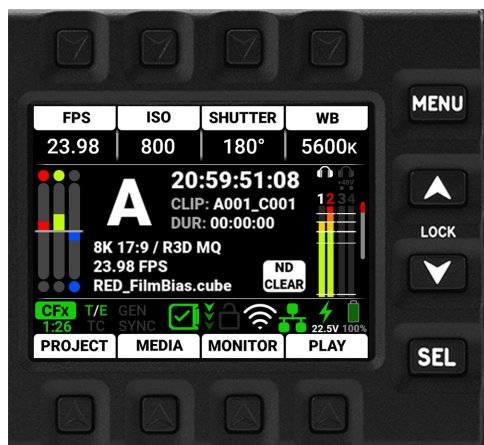 MENU
FPS ISO SHUTTER WB
23.98 800 180° 5600K
20:59:51:08
A
CLIP: A001_C001
DUR: 00:00:00
+48V
1 2 3 4
LOCK
8K 17:9 / R3D MQ
23.98 FPS
RED_FilmBias.cube
ND
CLEAR
CFx T/E GEN
1:26 TC SYNC
22.5V 100%
PROJECT MEDIA MONITOR PLAY
SEL